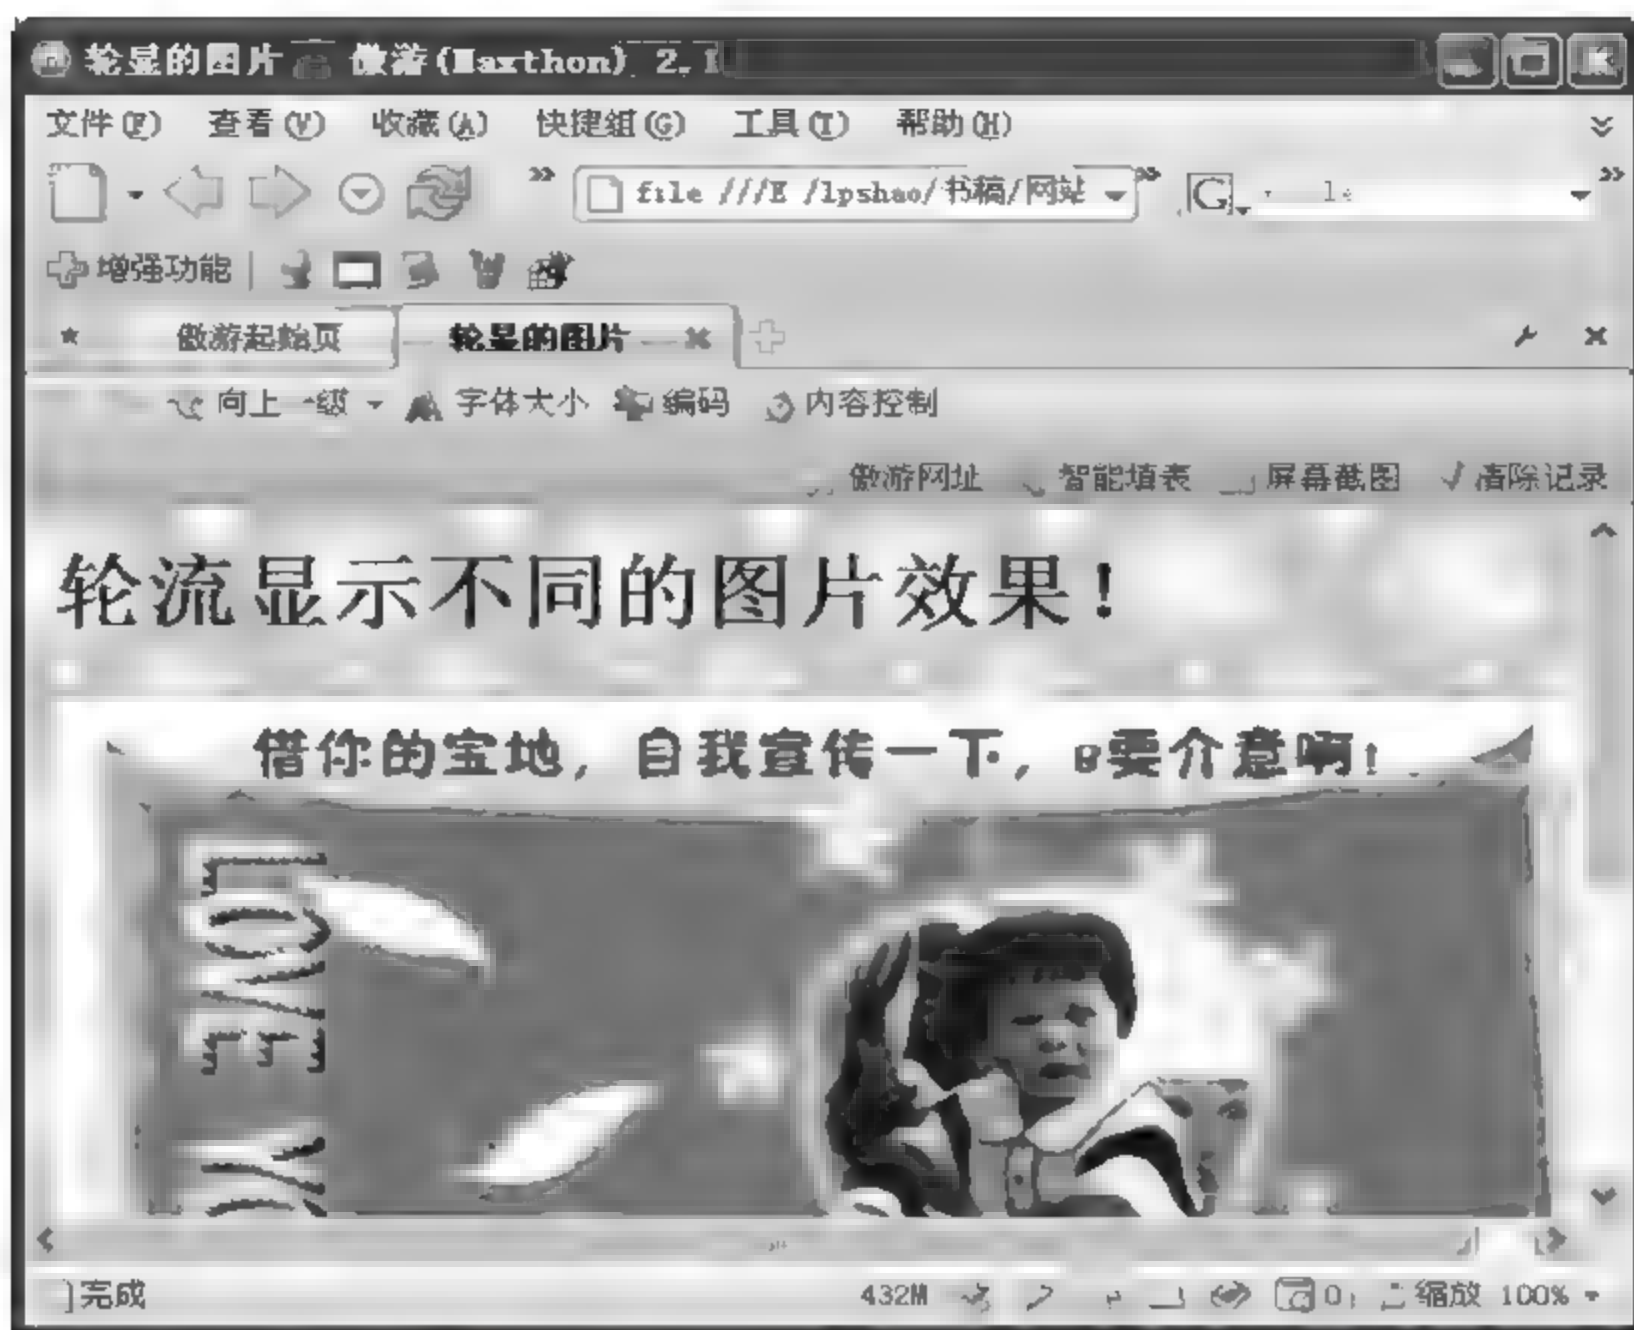 轮显的图片 傲游(Maxthon) 2.1
文件(F) 查看(V) 收藏(A) 快捷组(G) 工具(T) 帮助(H)
file ///E /lpshao/书稿/网站 G
增强功能
傲游起始页 轮显的图片
向上一级 字体大小 编码 内容控制
傲游网址 智能填表 屏幕截图 清除记录
轮流显示不同的图片效果!
借你的宝地,自我宣传一下,要介意啊!
LOVE YO
完成 432M 0 缩放 100%